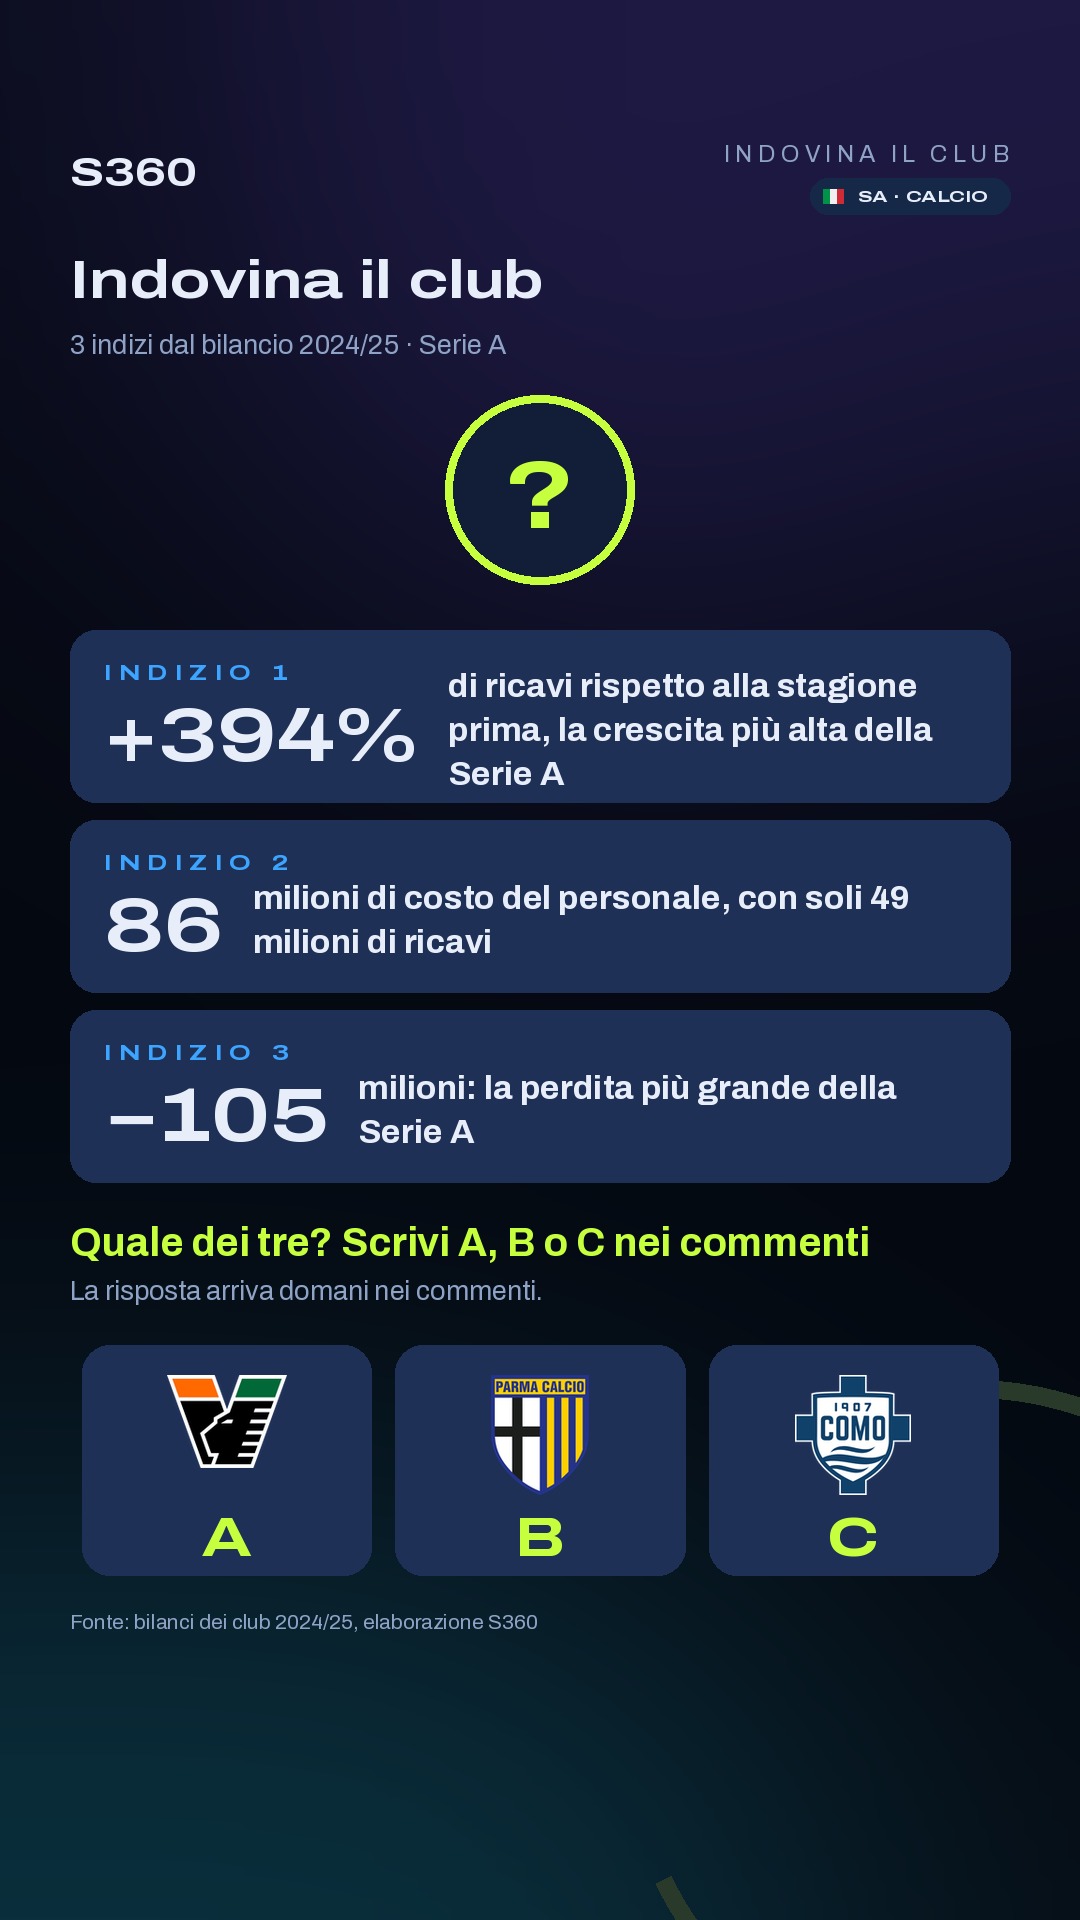 S360
INDOVINA IL CLUB
SA · CALCIO
Indovina il club
3 indizi dal bilancio 2024/25 · Serie A
?
INDIZIO 1
+394%
di ricavi rispetto alla stagione
prima, la crescita più alta della
Serie A
INDIZIO 2
86
milioni di costo del personale, con soli 49
milioni di ricavi
INDIZIO 3
−105
milioni: la perdita più grande della
Serie A
Quale dei tre? Scrivi A, B o C nei commenti
La risposta arriva domani nei commenti.
PARMA CALCIO
1907
COMO
A
B
C
Fonte: bilanci dei club 2024/25, elaborazione S360